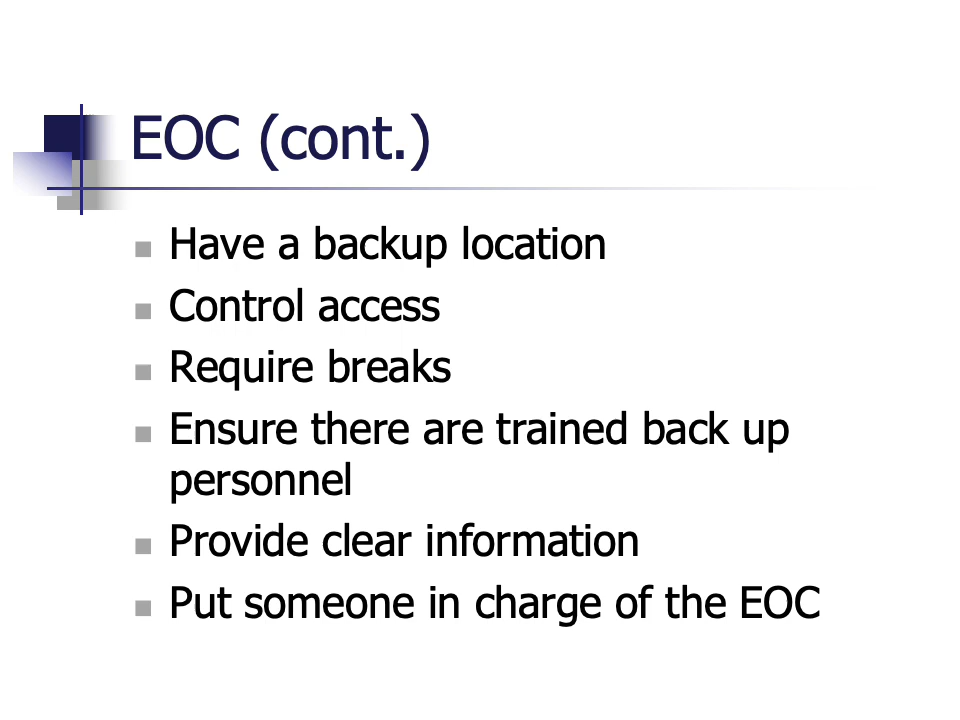 EOC (cont.)
Have a backup location
Control access
Require breaks
Ensure there are trained back up
personnel
Provide clear information
Put someone in charge of the EOC